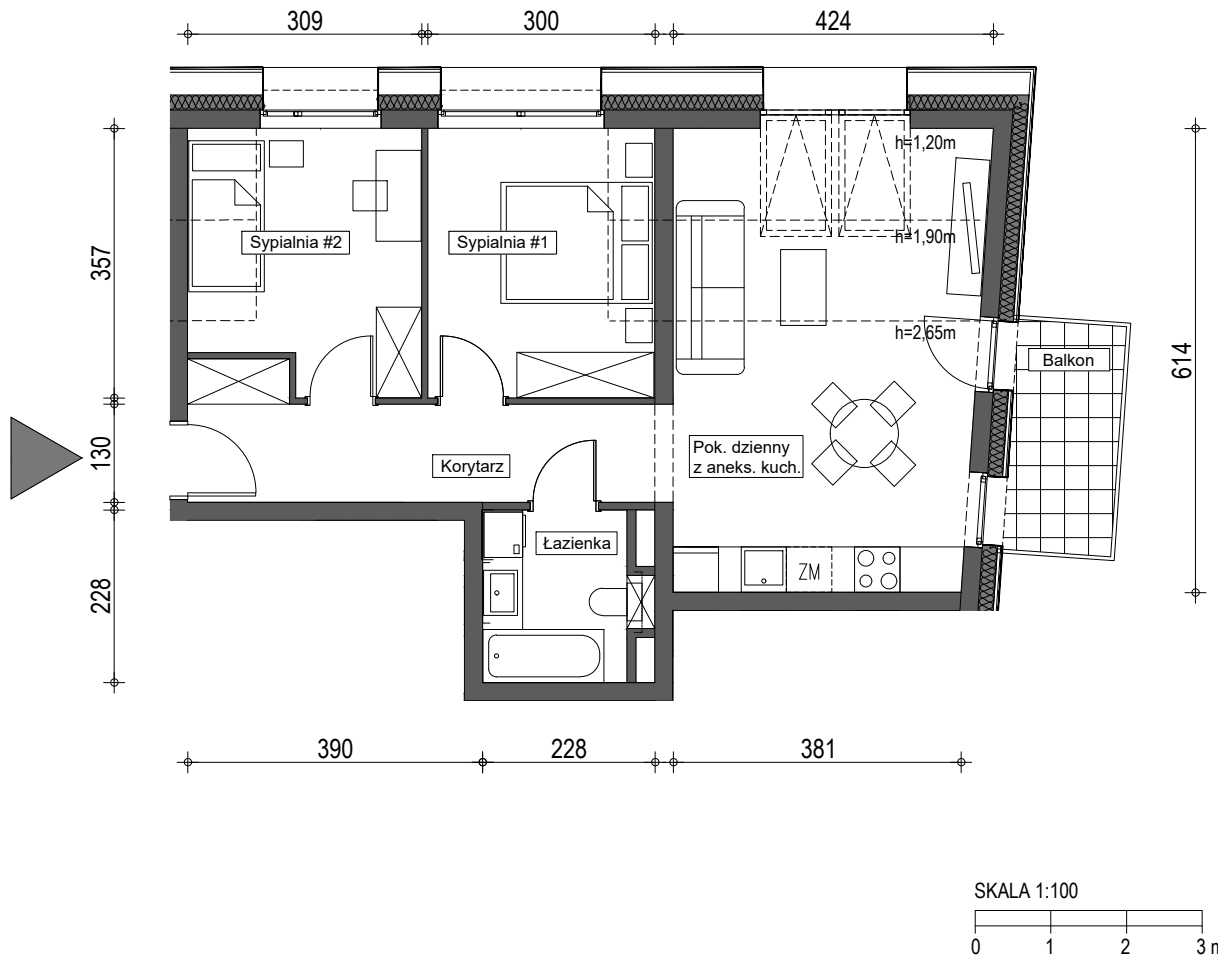 309
300
424
h=1,20m
Sypialnia #2
Sypialnia #1
h=1,90m
357
h=2,65m
Balkon
614
130
Pok. dzienny
z aneks. kuch.
Korytarz
Łazienka
ZM
228
390
228
381
SKALA 1:100
0
1
2
3 m